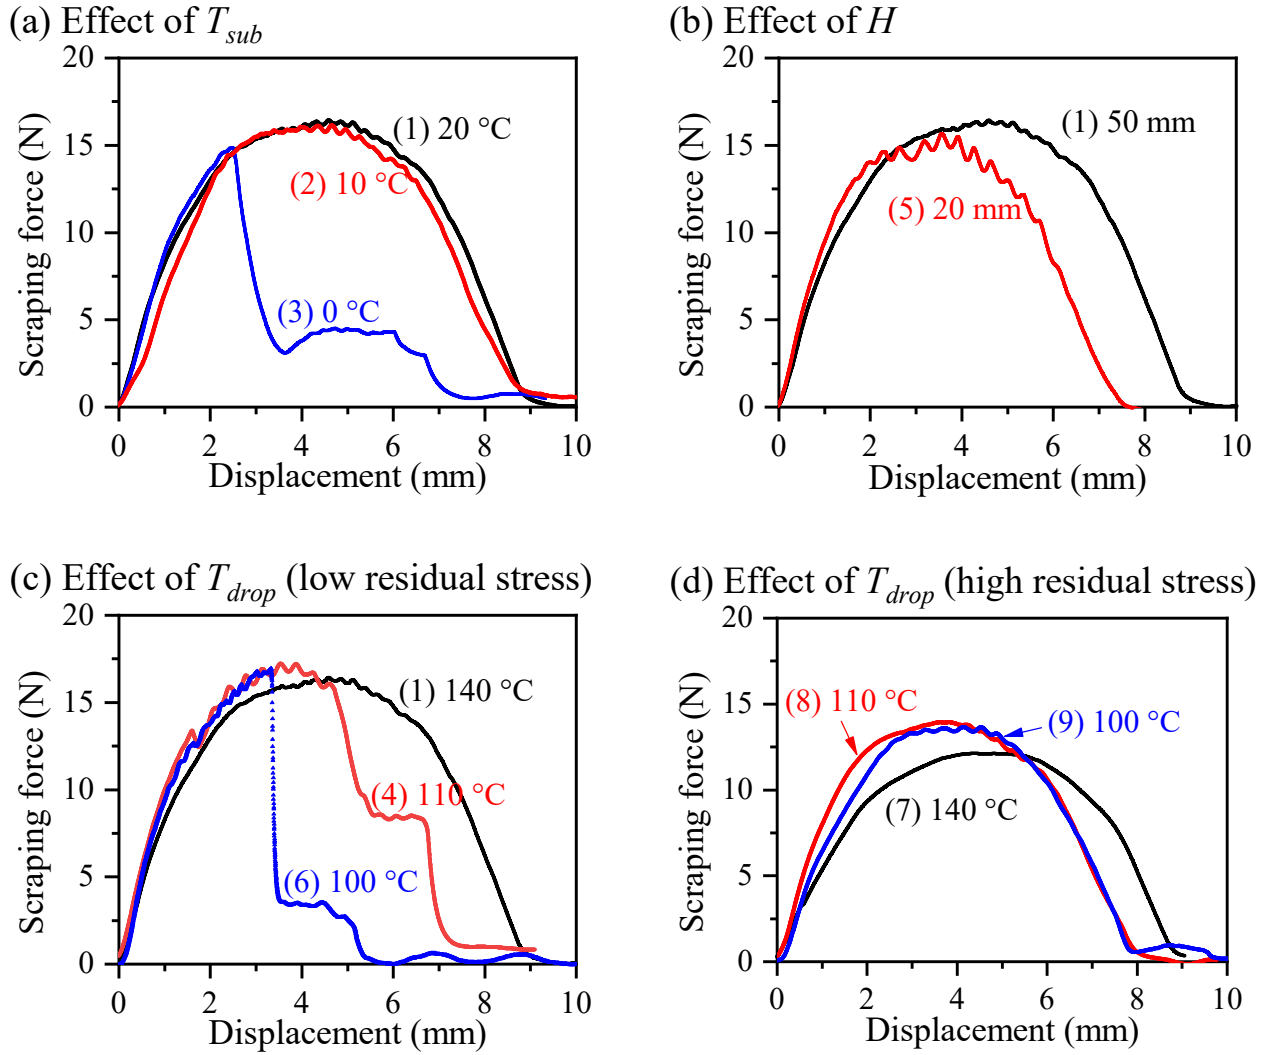 (a) Effect of Tsub
20
15
10
5
0
Scraping force (N)
(1) 20 °C
(2) 10 °C
(3) 0 °C
0 2 4 6 8 10
Displacement (mm)
(b) Effect of H
20
15
10
5
0
Scraping force (N)
(1) 50 mm
(5) 20 mm
0 2 4 6 8 10
Displacement (mm)
(c) Effect of Tdrop (low residual stress)
20
15
10
5
0
Scraping force (N)
(1) 140 °C
(4) 110 °C
(6) 100 °C
0 2 4 6 8 10
Displacement (mm)
(d) Effect of Tdrop (high residual stress)
20
15
10
5
0
Scraping force (N)
(8) 110 °C
(9) 100 °C
(7) 140 °C
0 2 4 6 8 10
Displacement (mm)